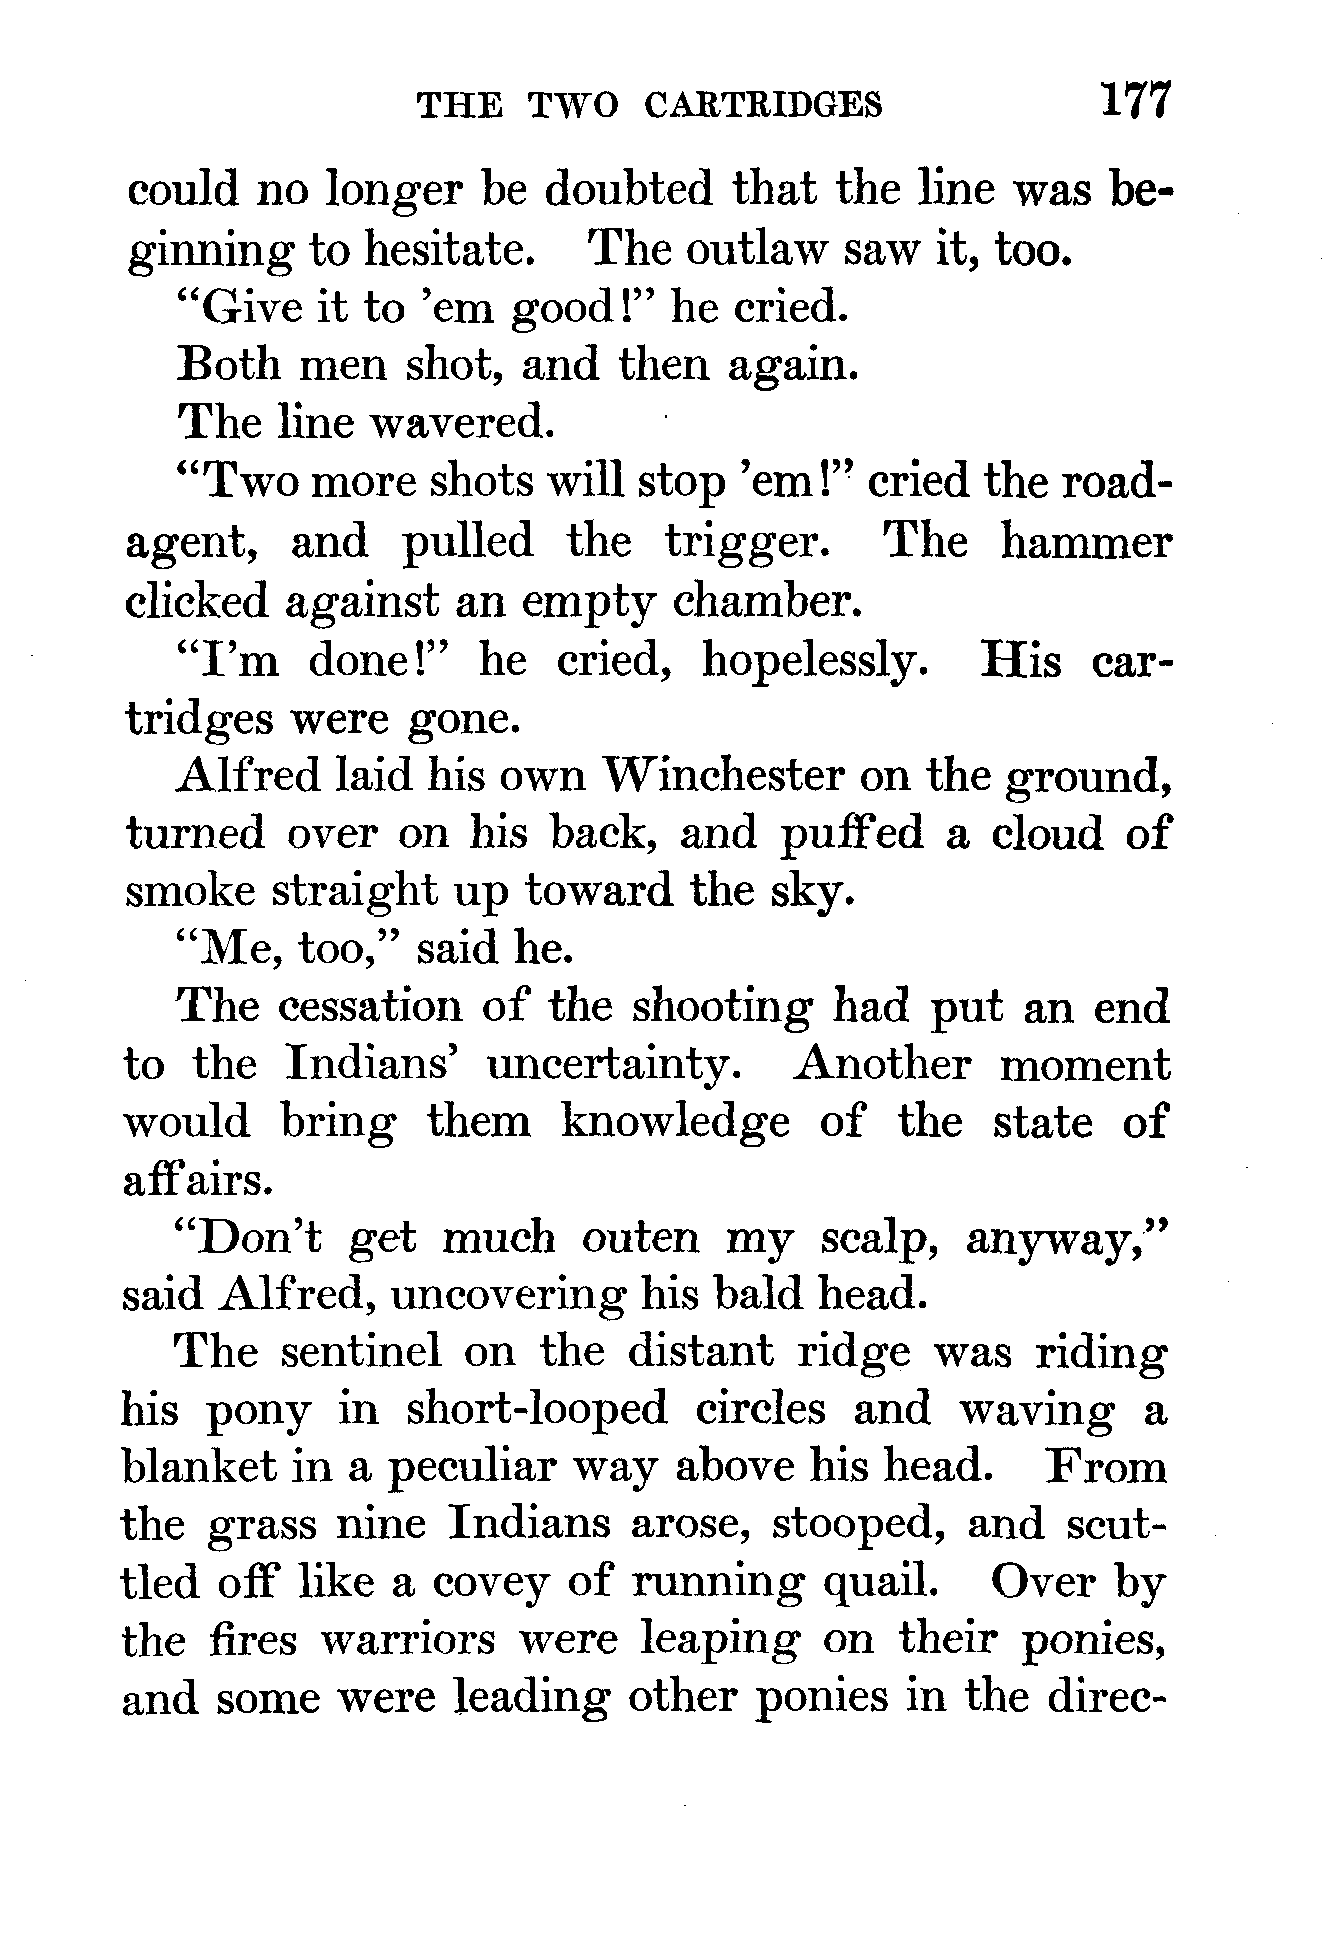 THE TWO CARTRIDGES 177
could no longer be doubted that the line was be-
ginning to hesitate. The outlaw saw it, too.
“Give it to ’em good!” he cried.
Both men shot, and then again.
The line wavered.
“Two more shots will stop ’em!” cried the road-
agent, and pulled the trigger. The hammer
clicked against an empty chamber.
“I’m done!” he cried, hopelessly. His car-
tridges were gone.
Alfred laid his own Winchester on the ground,
turned over on his back, and puffed a cloud of
smoke straight up toward the sky.
“Me, too,” said he.
The cessation of the shooting had put an end
to the Indians’ uncertainty. Another moment
would bring them knowledge of the state of
affairs.
“Don’t get much outen my scalp, anyway,”
said Alfred, uncovering his bald head.
The sentinel on the distant ridge was riding
his pony in short-looped circles and waving a
blanket in a peculiar way above his head. From
the grass nine Indians arose, stooped, and scut-
tled off like a covey of running quail. Over by
the fires warriors were leaping on their ponies,
and some were leading other ponies in the direc-